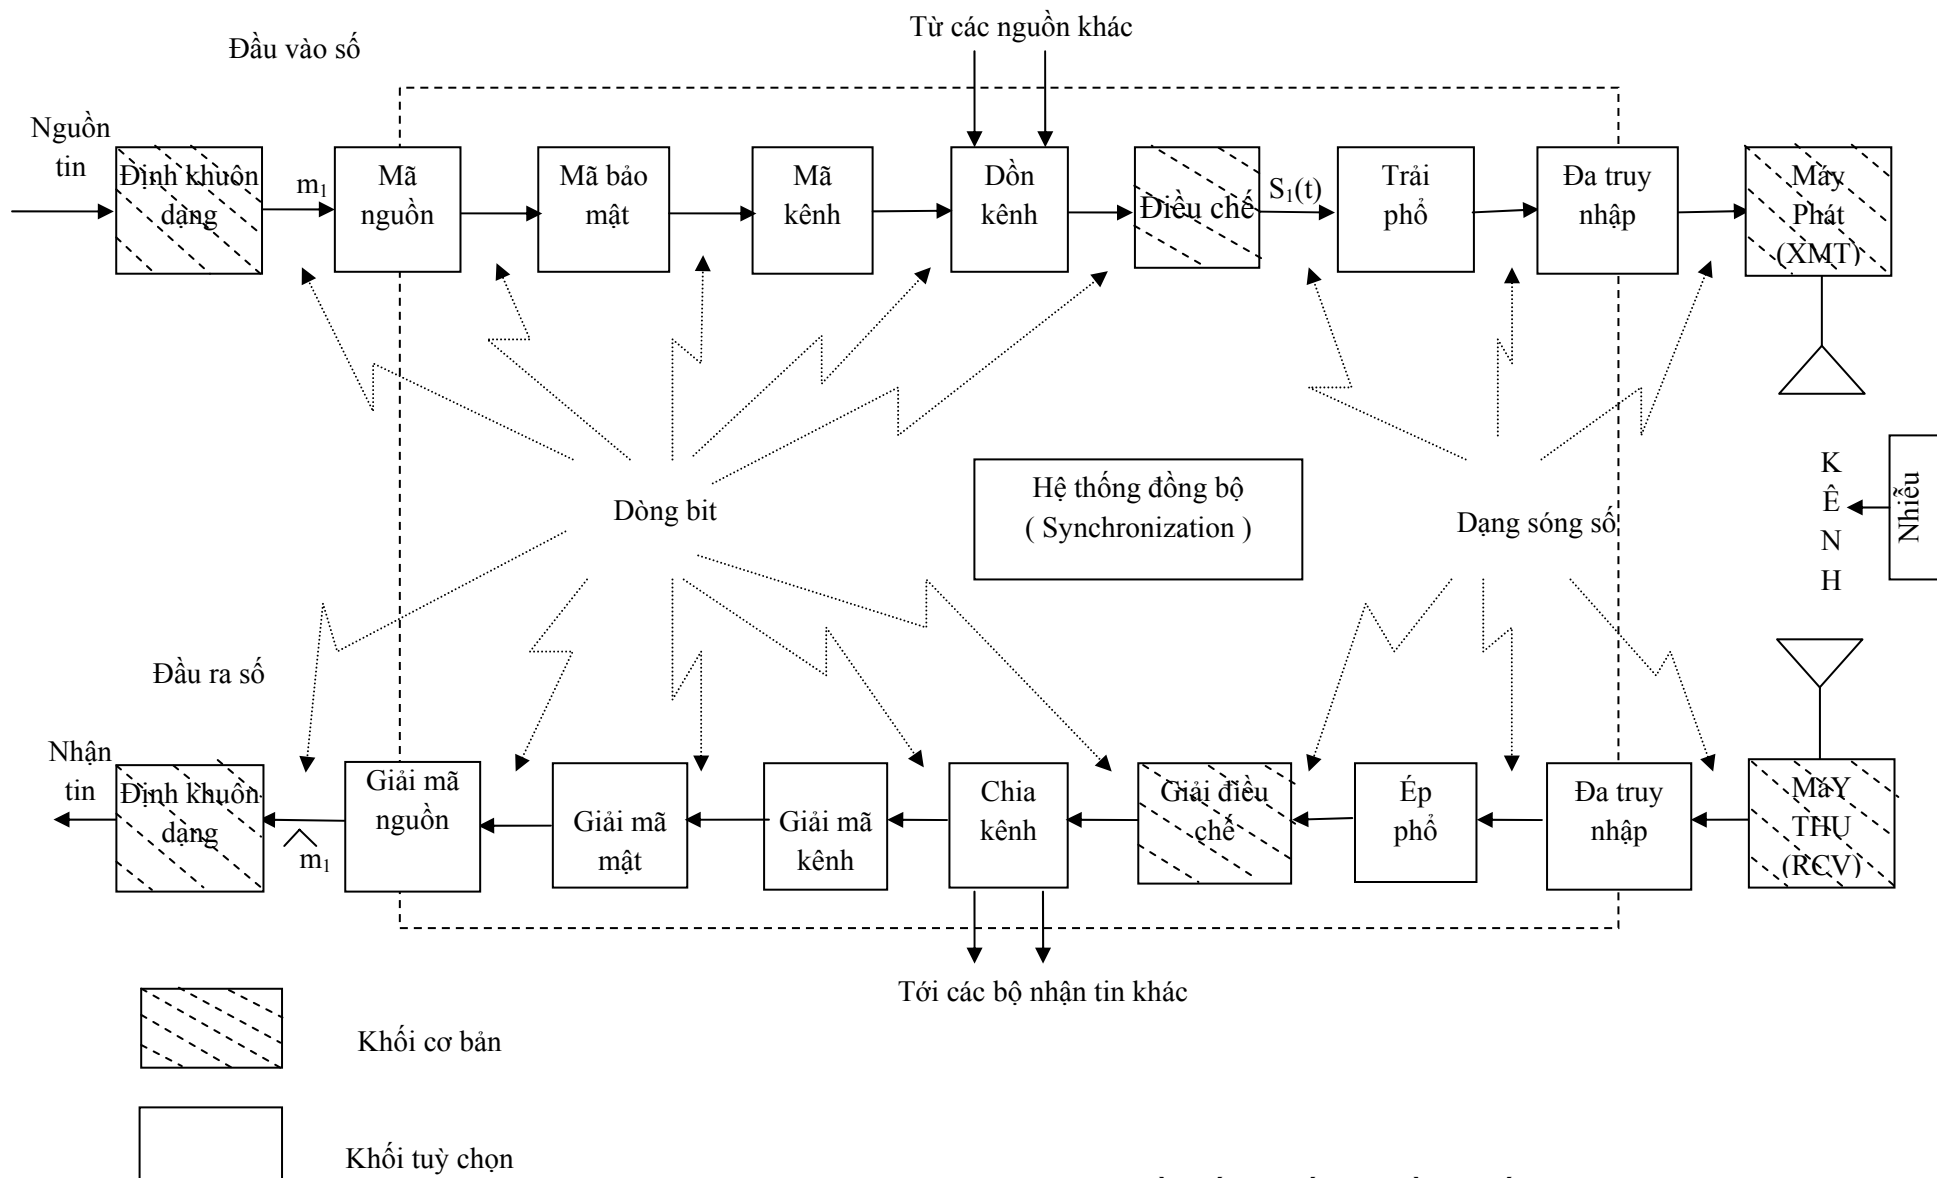 Từ các nguồn khác
Đầu vào số
Nguồn
tin
Định khuôn
dạng
m1
Mã
nguồn
Mã bảo
mật
Mã
kênh
Dồn
kênh
Điều chế
S1(t)
Trải
phổ
Đa truy
nhập
Máy
Phát
(XMT)
Dòng bit
Hệ thống đồng bộ
( Synchronization )
Dạng sóng số
K
Ê
N
H
Nhiễu
Đầu ra số
Nhận
tin
Định khuôn
dạng
m1
Giải mã
nguồn
Giải mã
mật
Giải mã
kênh
Chia
kênh
Giải điều
chế
Ép
phổ
Đa truy
nhập
MáY
THU
(RCV)
Tới các bộ nhận tin khác
Khối cơ bản
Khối tuỳ chọn